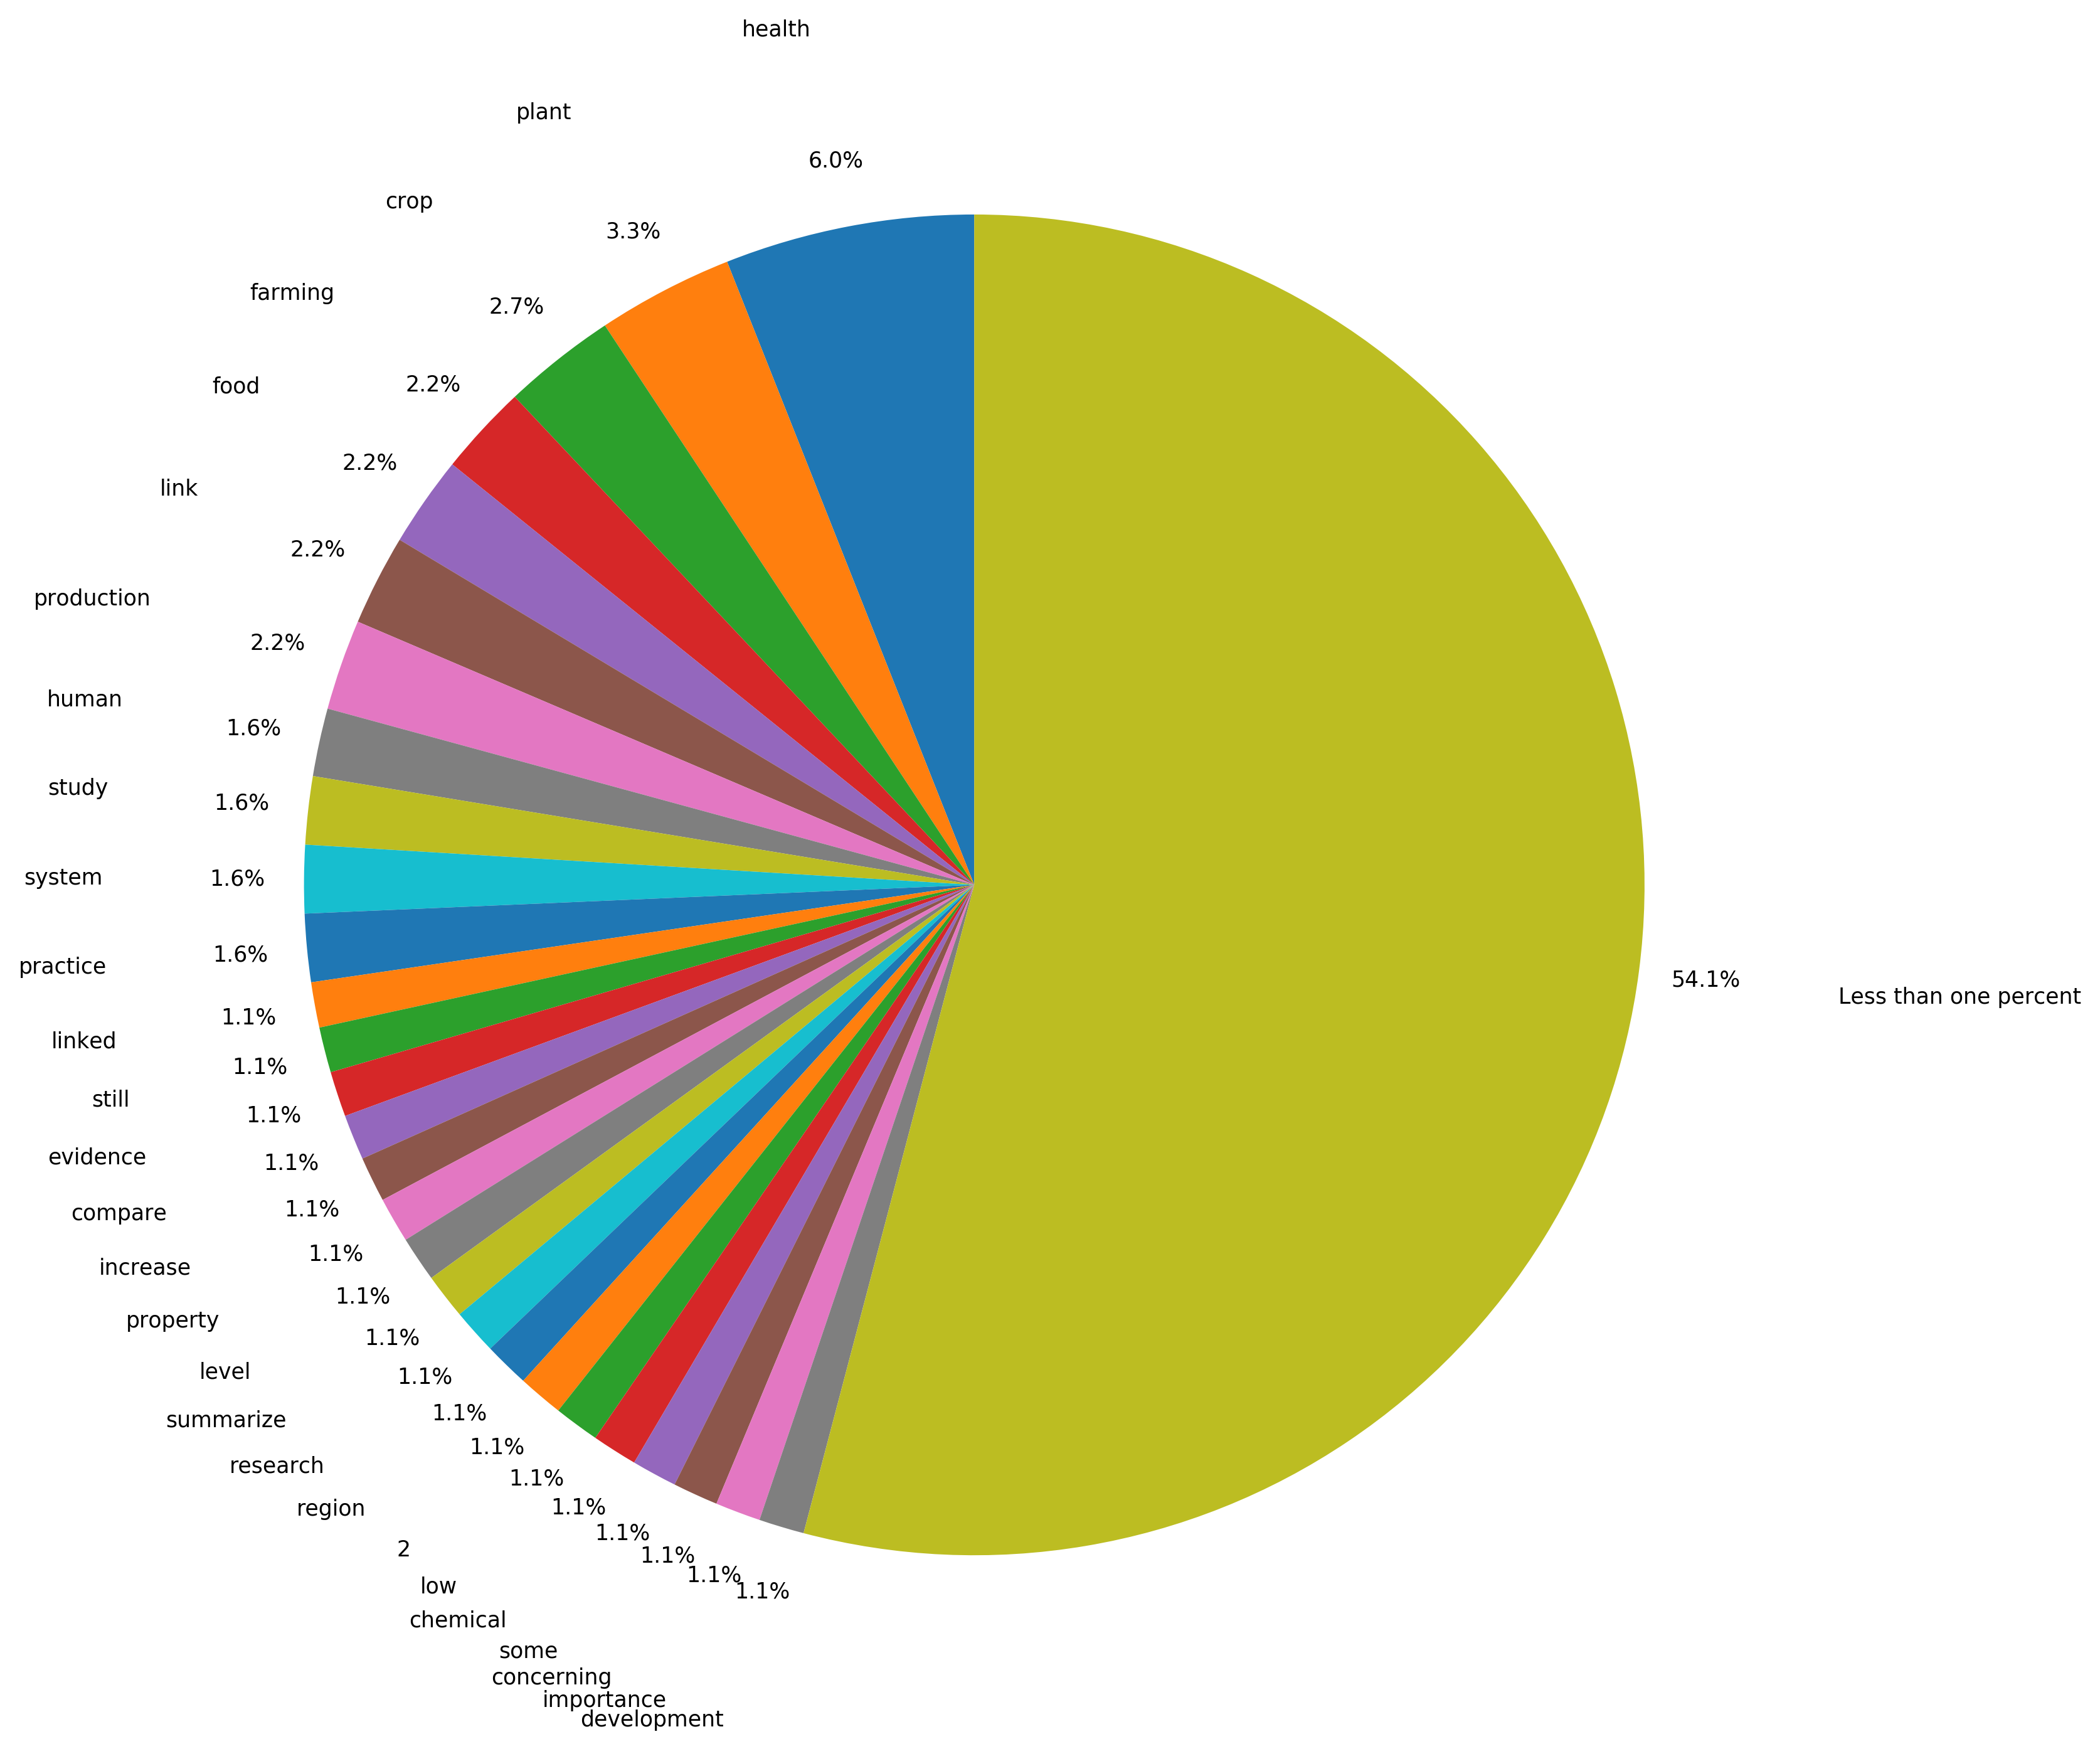 health
6.0%
plant
3.3%
crop
2.7%
farming
2.2%
food
2.2%
link
2.2%
production
2.2%
human
1.6%
study
1.6%
system
1.6%
practice
1.6%
linked
1.1%
still
1.1%
evidence
1.1%
compare
1.1%
increase
1.1%
property
1.1%
level
1.1%
summarize
1.1%
research
1.1%
region
1.1%
2
1.1%
low
1.1%
chemical
1.1%
some
1.1%
concerning
1.1%
importance
1.1%
development
1.1%
54.1%
Less than one percent